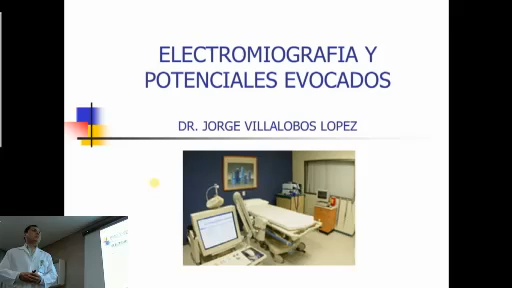 ELECTROMIOGRAFIA Y
POTENCIALES EVOCADOS
DR. JORGE VILLALOBOS LOPEZ